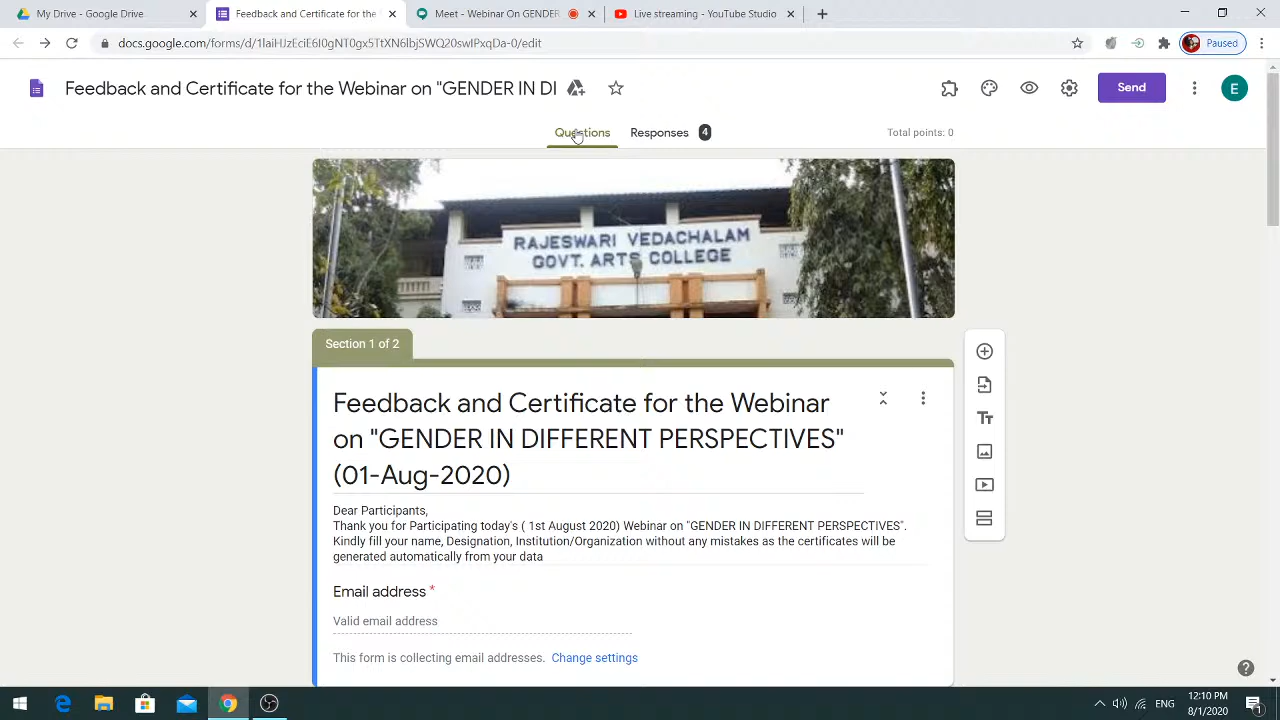 My Drive - Google Drive
Feedback and Certificate for the
Meet - Webinar On GENDER
Live streaming - YouTube Studio
docs.google.com/forms/d/1laiHJzEciE6I0gNT0gx5TtXN6lbjSWQ20swIPxqDa-0/edit
Paused
Feedback and Certificate for the Webinar on "GENDER IN DI
Send
E
Questions
Responses 4
Total points: 0
RAJESWARI VEDACHALAM
GOVT. ARTS COLLEGE
Section 1 of 2
Feedback and Certificate for the Webinar
on "GENDER IN DIFFERENT PERSPECTIVES"
(01-Aug-2020)
Dear Participants,
Thank you for Participating today's ( 1st August 2020) Webinar on "GENDER IN DIFFERENT PERSPECTIVES".
Kindly fill your name, Designation, Institution/Organization without any mistakes as the certificates will be
generated automatically from your data
Email address *
Valid email address
This form is collecting email addresses. Change settings
Tt
ENG
12:10 PM
8/1/2020
1